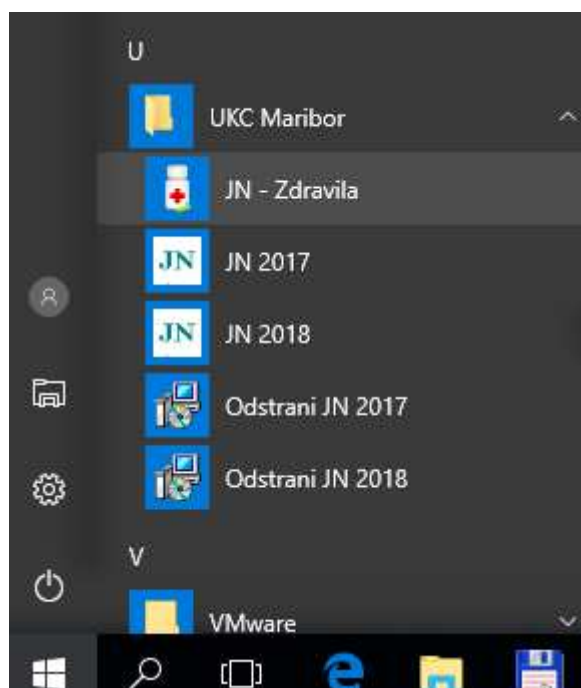 U
UKC Maribor
JN - Zdravila
JN JN 2017
JN JN 2018
Odstrani JN 2017
Odstrani JN 2018
V
VMware